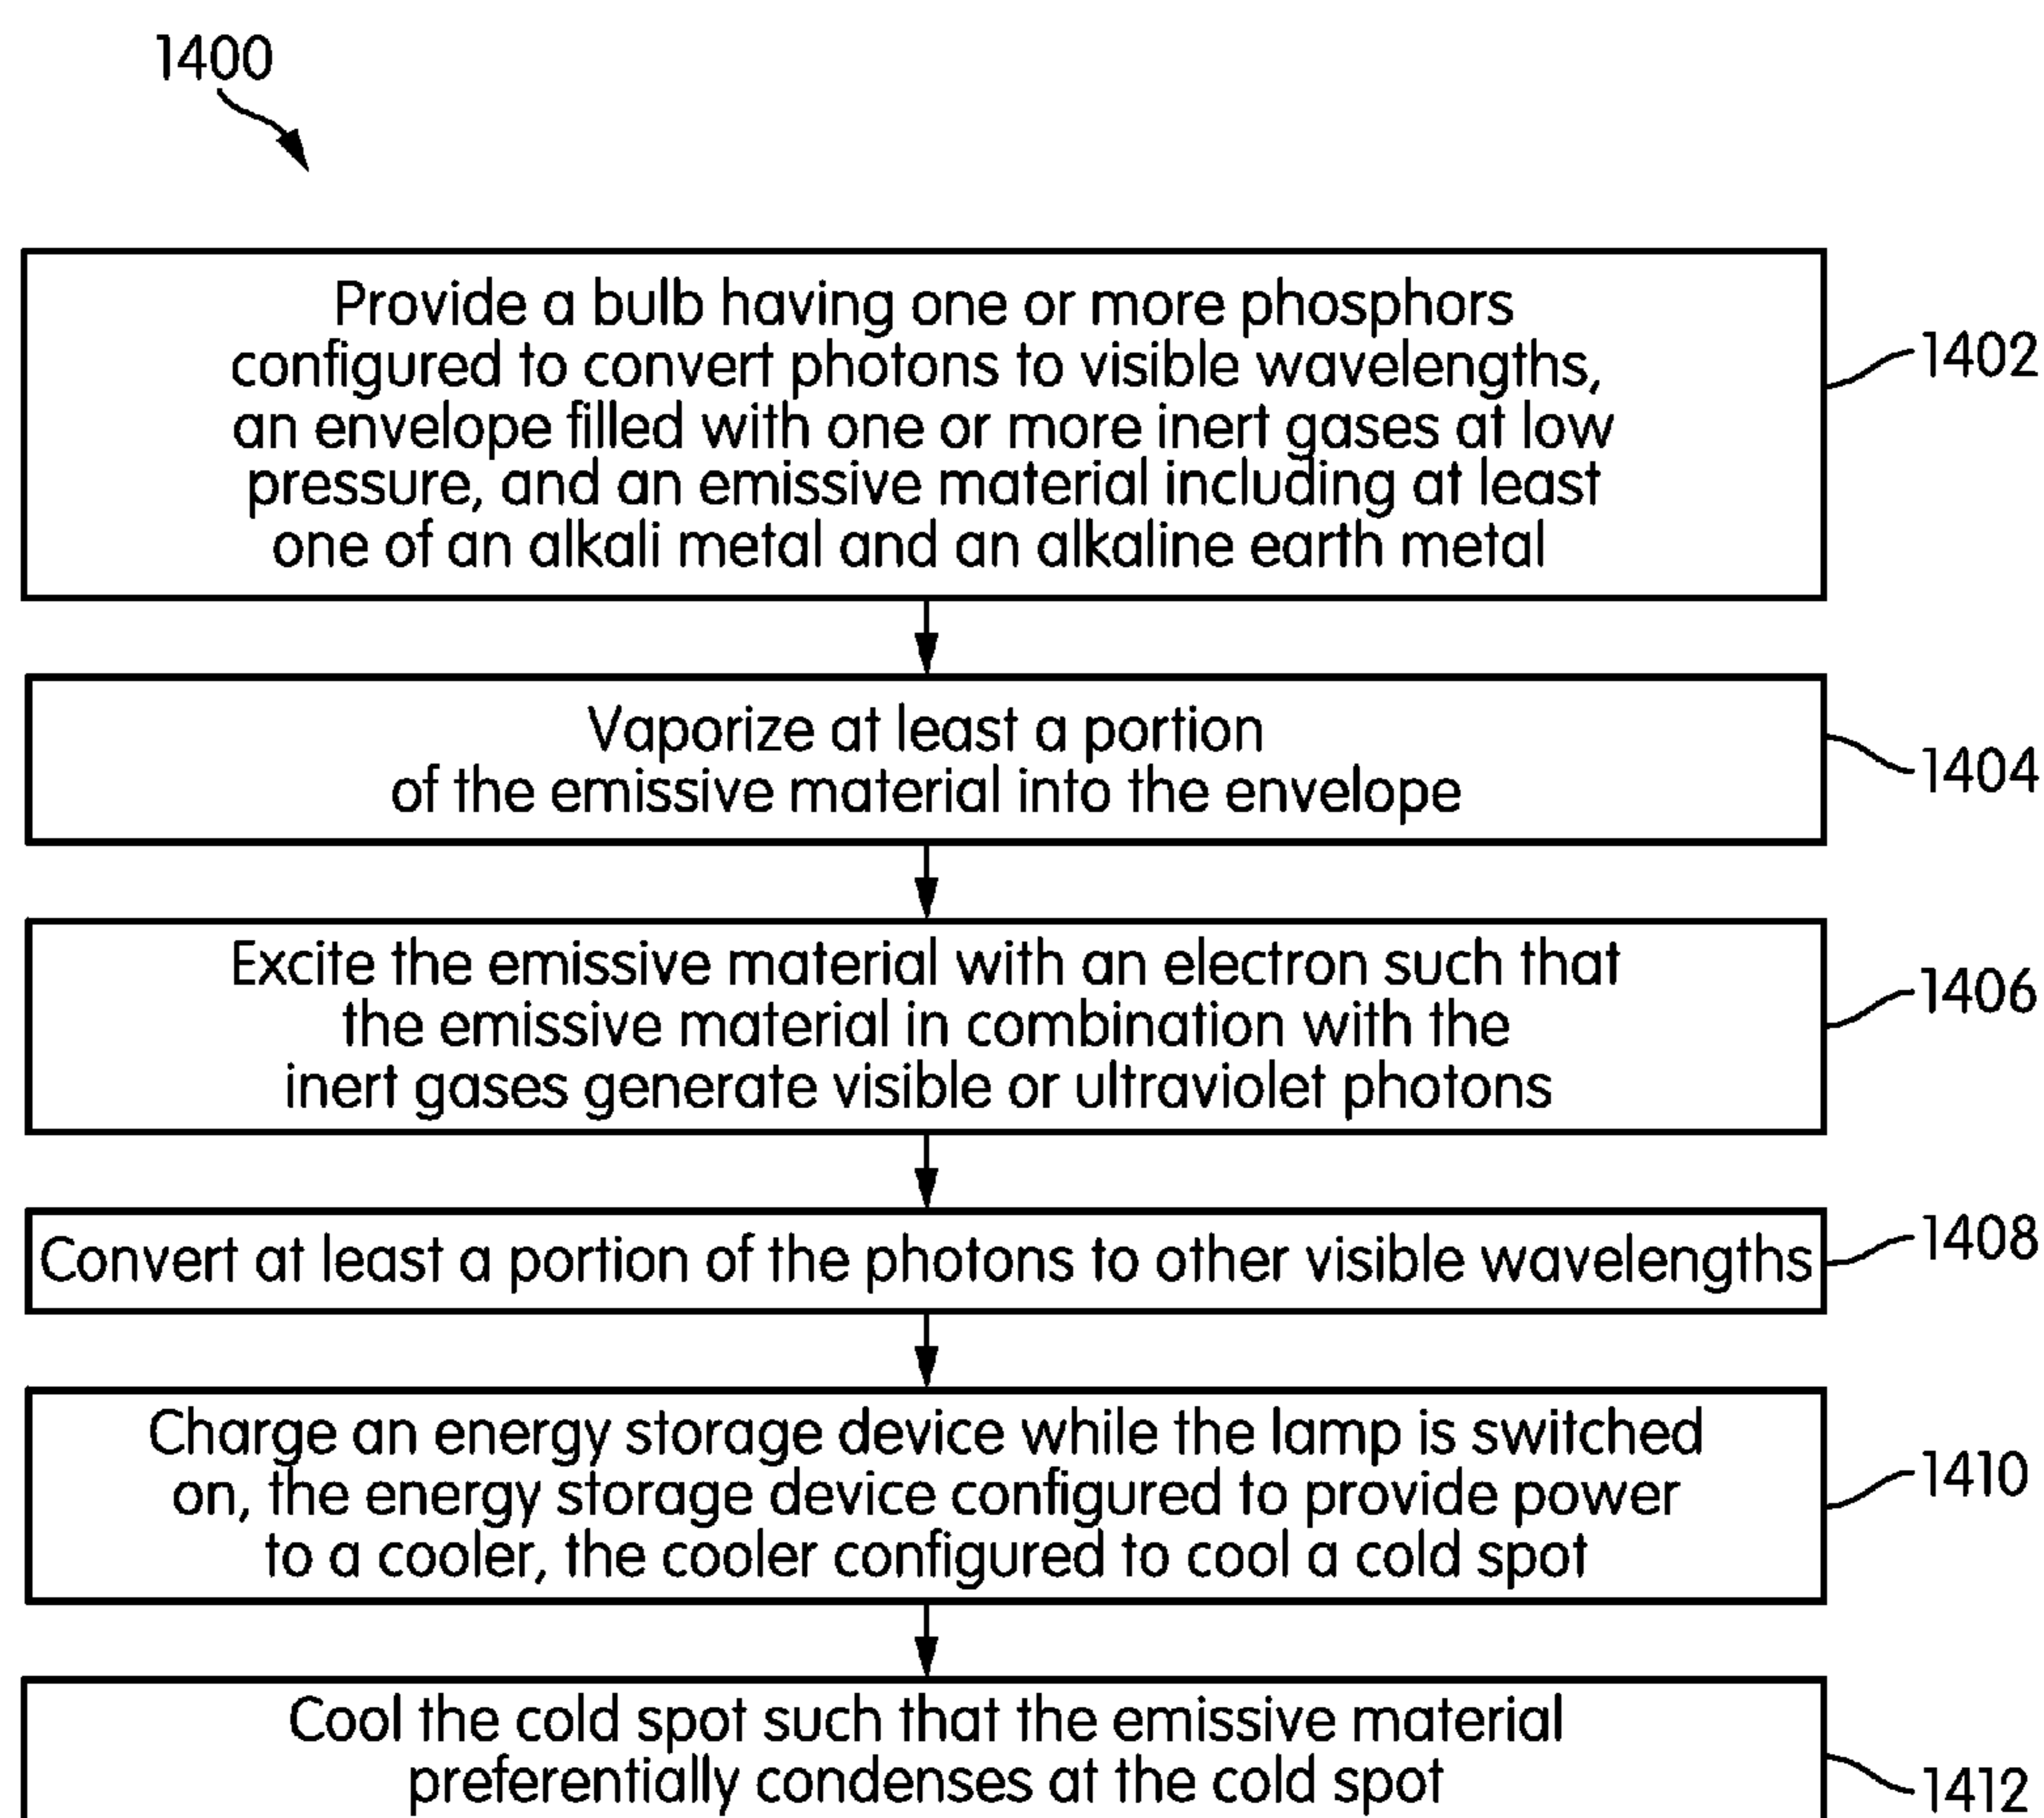 1400
Provide a bulb having one or more phosphors
configured to convert photons to visible wavelengths,
an envelope filled with one or more inert gases at low
pressure, and an emissive material including at least
one of an alkali metal and an alkaline earth metal
1402
Vaporize at least a portion
of the emissive material into the envelope
1404
Excite the emissive material with an electron such that
the emissive material in combination with the
inert gases generate visible or ultraviolet photons
1406
Convert at least a portion of the photons to other visible wavelengths
1408
Charge an energy storage device while the lamp is switched
on, the energy storage device configured to provide power
to a cooler, the cooler configured to cool a cold spot
1410
Cool the cold spot such that the emissive material
preferentially condenses at the cold spot
1412